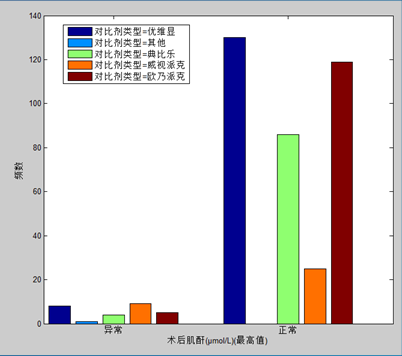 140
120
100
80
60
40
20
0
频数
对比剂类型=优维显
对比剂类型=其他
对比剂类型=典比乐
对比剂类型=威视派克
对比剂类型=欧乃派克
异常 正常
术后肌酐(μmol/L)(最高值)